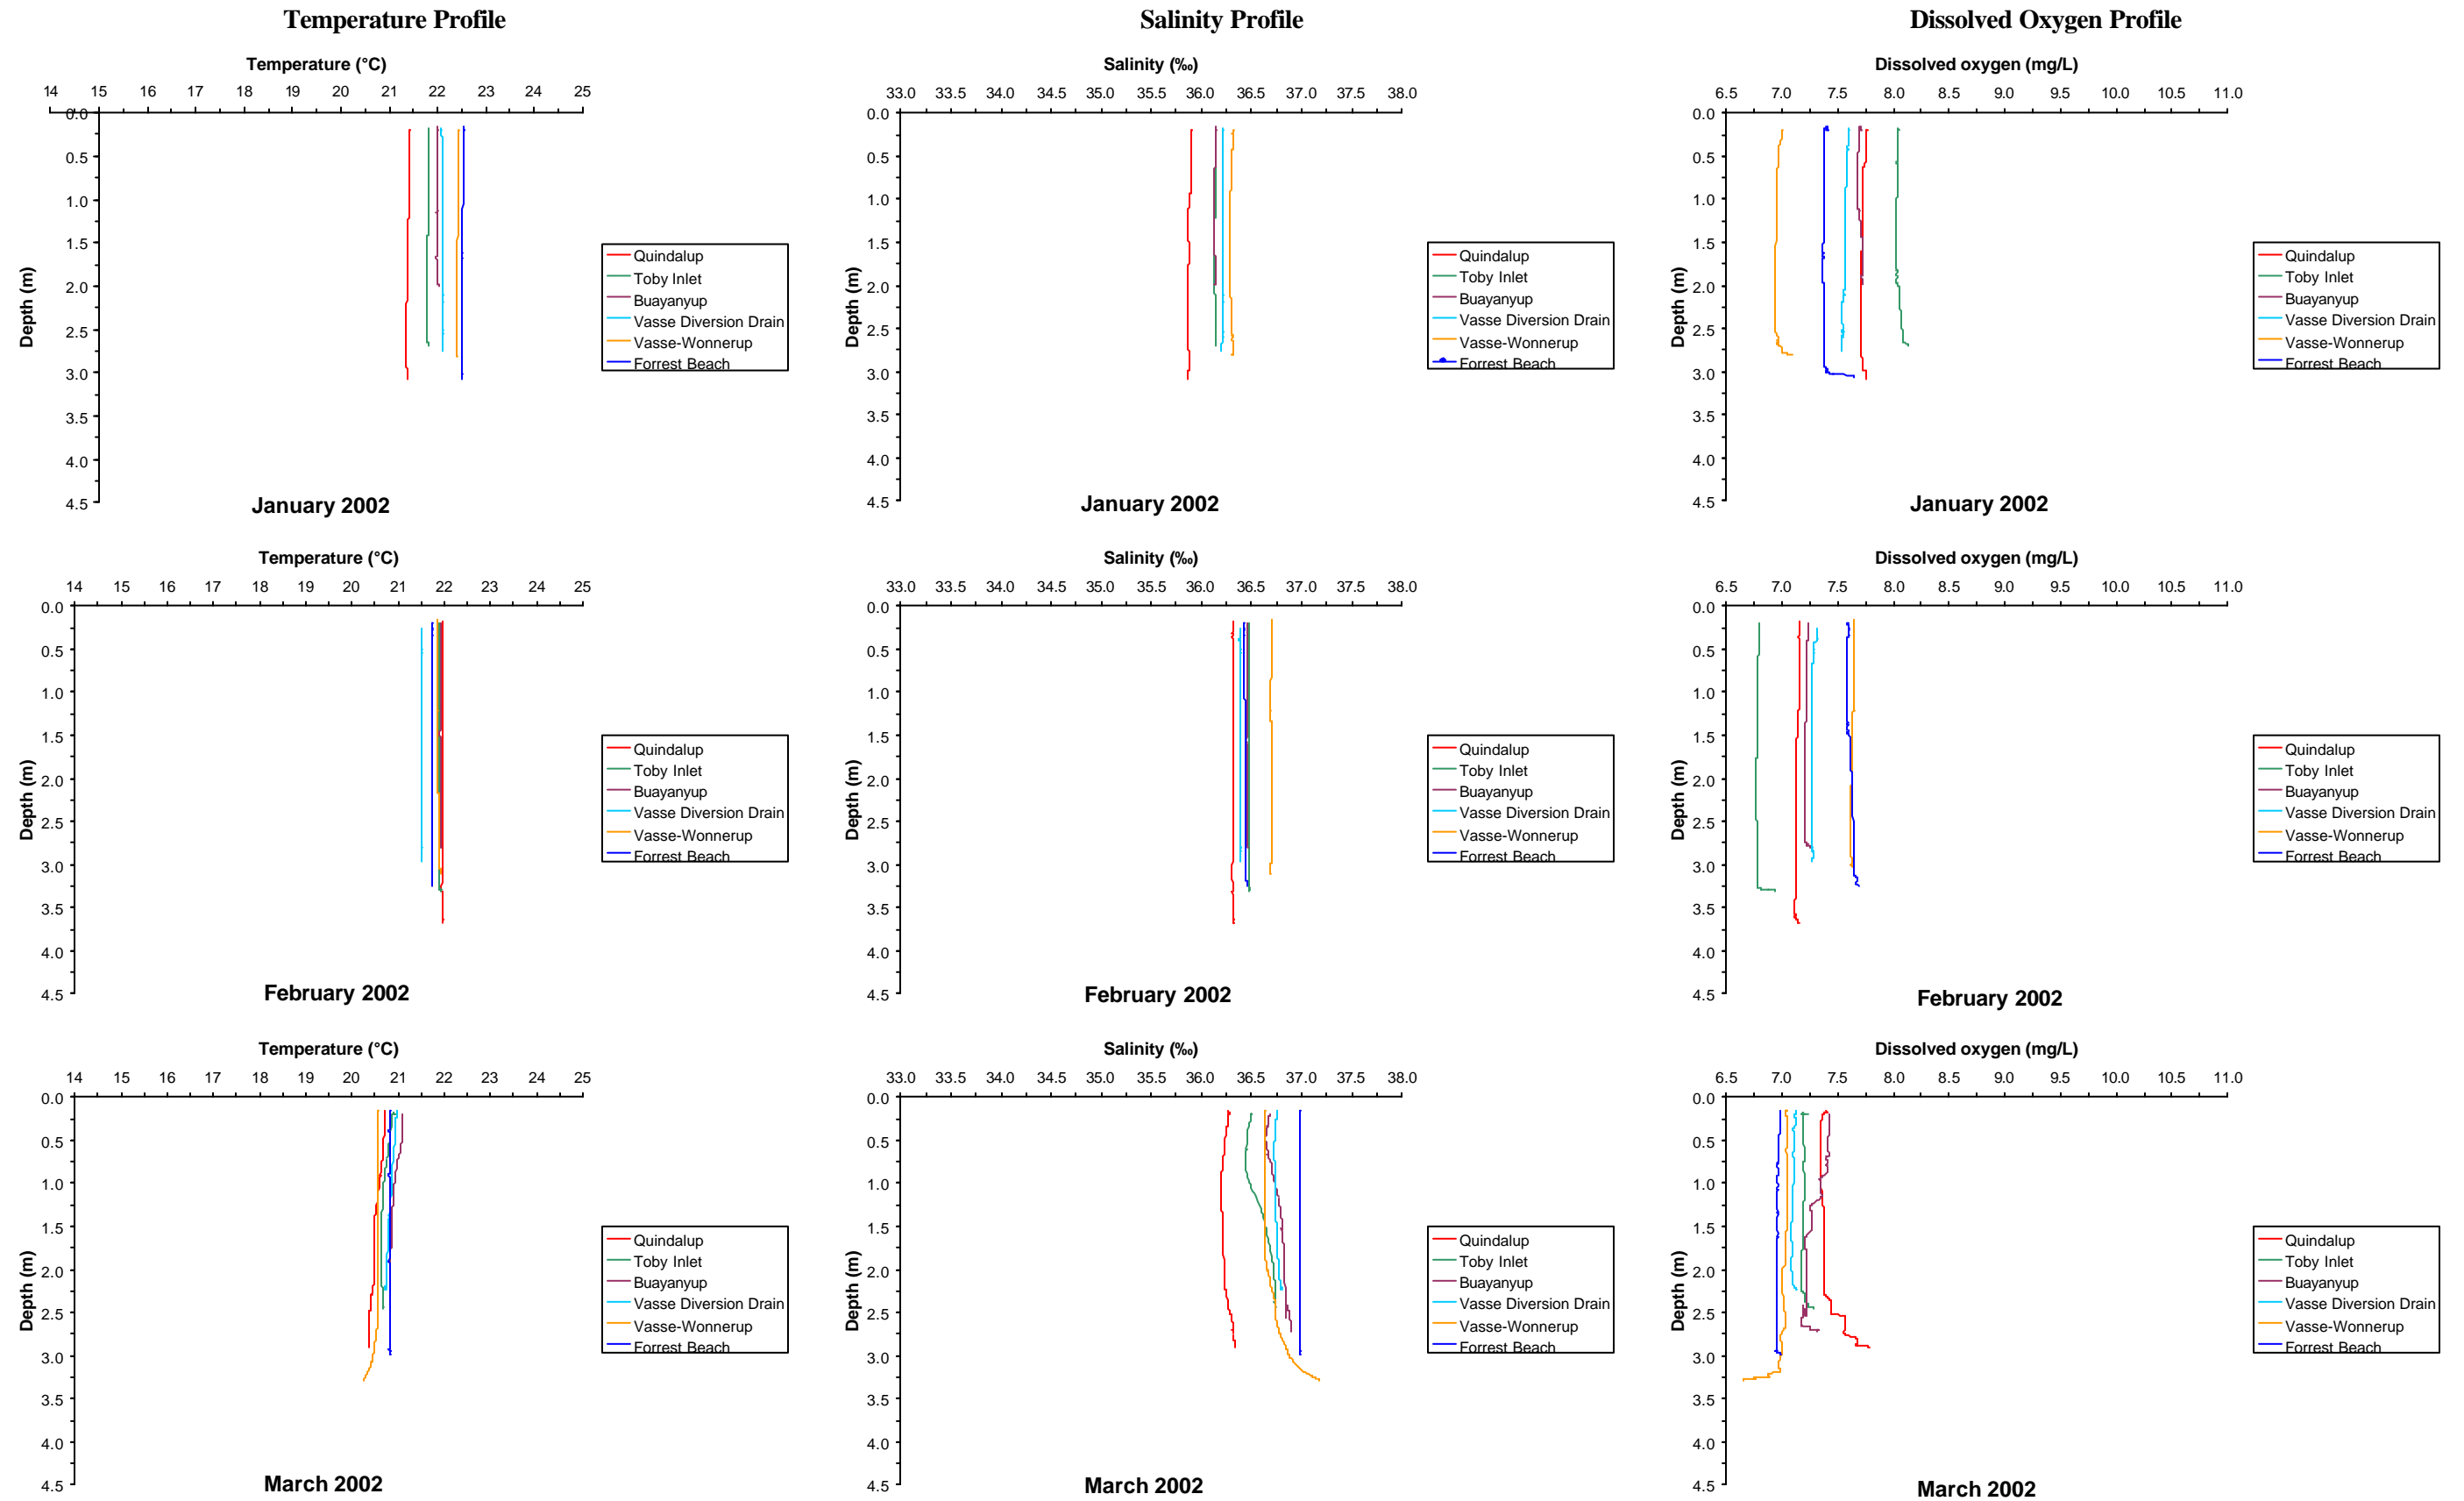 Temperature Profile Salinity Profile Dissolved Oxygen Profile
Temperature (°C) Salinity (‰) Dissolved oxygen (mg/L)
14 15 16 17 18 19 20 21 22 23 24 25 33.0 33.5 34.0 34.5 35.0 35.5 36.0 36.5 37.0 37.5 38.0 6.5 7.0 7.5 8.0 8.5 9.0 9.5 10.0 10.5 11.0
0.0 0.0 0.0
0.5 0.5 0.5
1.0 1.0 1.0
1.5 1.5 1.5
2.0 2.0 2.0
2.5 2.5 2.5
3.0 3.0 3.0
3.5 3.5 3.5
4.0 4.0 4.0
4.5 4.5 4.5
Depth (m) Depth (m) Depth (m)
Quindalup Quindalup Quindalup
Toby Inlet Toby Inlet Toby Inlet
Buayanyup Buayanyup Buayanyup
Vasse Diversion Drain Vasse Diversion Drain Vasse Diversion Drain
Vasse-Wonnerup Vasse-Wonnerup Vasse-Wonnerup
Forrest Beach Forrest Beach Forrest Beach
January 2002 January 2002 January 2002
Temperature (°C) Salinity (‰) Dissolved oxygen (mg/L)
14 15 16 17 18 19 20 21 22 23 24 25 33.0 33.5 34.0 34.5 35.0 35.5 36.0 36.5 37.0 37.5 38.0 6.5 7.0 7.5 8.0 8.5 9.0 9.5 10.0 10.5 11.0
0.0 0.0 0.0
0.5 0.5 0.5
1.0 1.0 1.0
1.5 1.5 1.5
2.0 2.0 2.0
2.5 2.5 2.5
3.0 3.0 3.0
3.5 3.5 3.5
4.0 4.0 4.0
4.5 4.5 4.5
Depth (m) Depth (m) Depth (m)
Quindalup Quindalup Quindalup
Toby Inlet Toby Inlet Toby Inlet
Buayanyup Buayanyup Buayanyup
Vasse Diversion Drain Vasse Diversion Drain Vasse Diversion Drain
Vasse-Wonnerup Vasse-Wonnerup Vasse-Wonnerup
Forrest Beach Forrest Beach Forrest Beach
February 2002 February 2002 February 2002
Temperature (°C) Salinity (‰) Dissolved oxygen (mg/L)
14 15 16 17 18 19 20 21 22 23 24 25 33.0 33.5 34.0 34.5 35.0 35.5 36.0 36.5 37.0 37.5 38.0 6.5 7.0 7.5 8.0 8.5 9.0 9.5 10.0 10.5 11.0
0.0 0.0 0.0
0.5 0.5 0.5
1.0 1.0 1.0
1.5 1.5 1.5
2.0 2.0 2.0
2.5 2.5 2.5
3.0 3.0 3.0
3.5 3.5 3.5
4.0 4.0 4.0
4.5 4.5 4.5
Depth (m) Depth (m) Depth (m)
Quindalup Quindalup Quindalup
Toby Inlet Toby Inlet Toby Inlet
Buayanyup Buayanyup Buayanyup
Vasse Diversion Drain Vasse Diversion Drain Vasse Diversion Drain
Vasse-Wonnerup Vasse-Wonnerup Vasse-Wonnerup
Forrest Beach Forrest Beach Forrest Beach
March 2002 March 2002 March 2002